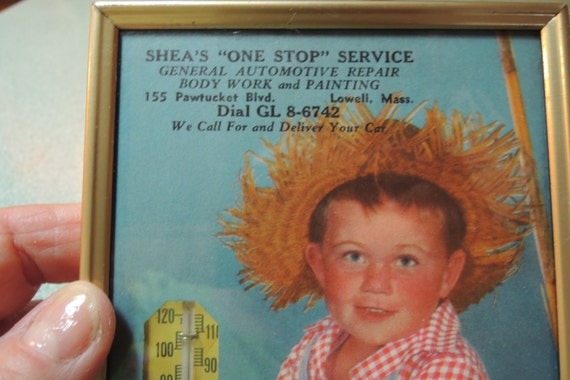 SHEA'S "ONE STOP" SERVICE
GENERAL AUTOMOTIVE REPAIR
BODY WORK and PAINTING
155 Pawtucket Blvd. Lowell, Mass.
Dial GL 8-6742
We Call For and Deliver Your Car
120
110
100
90
80